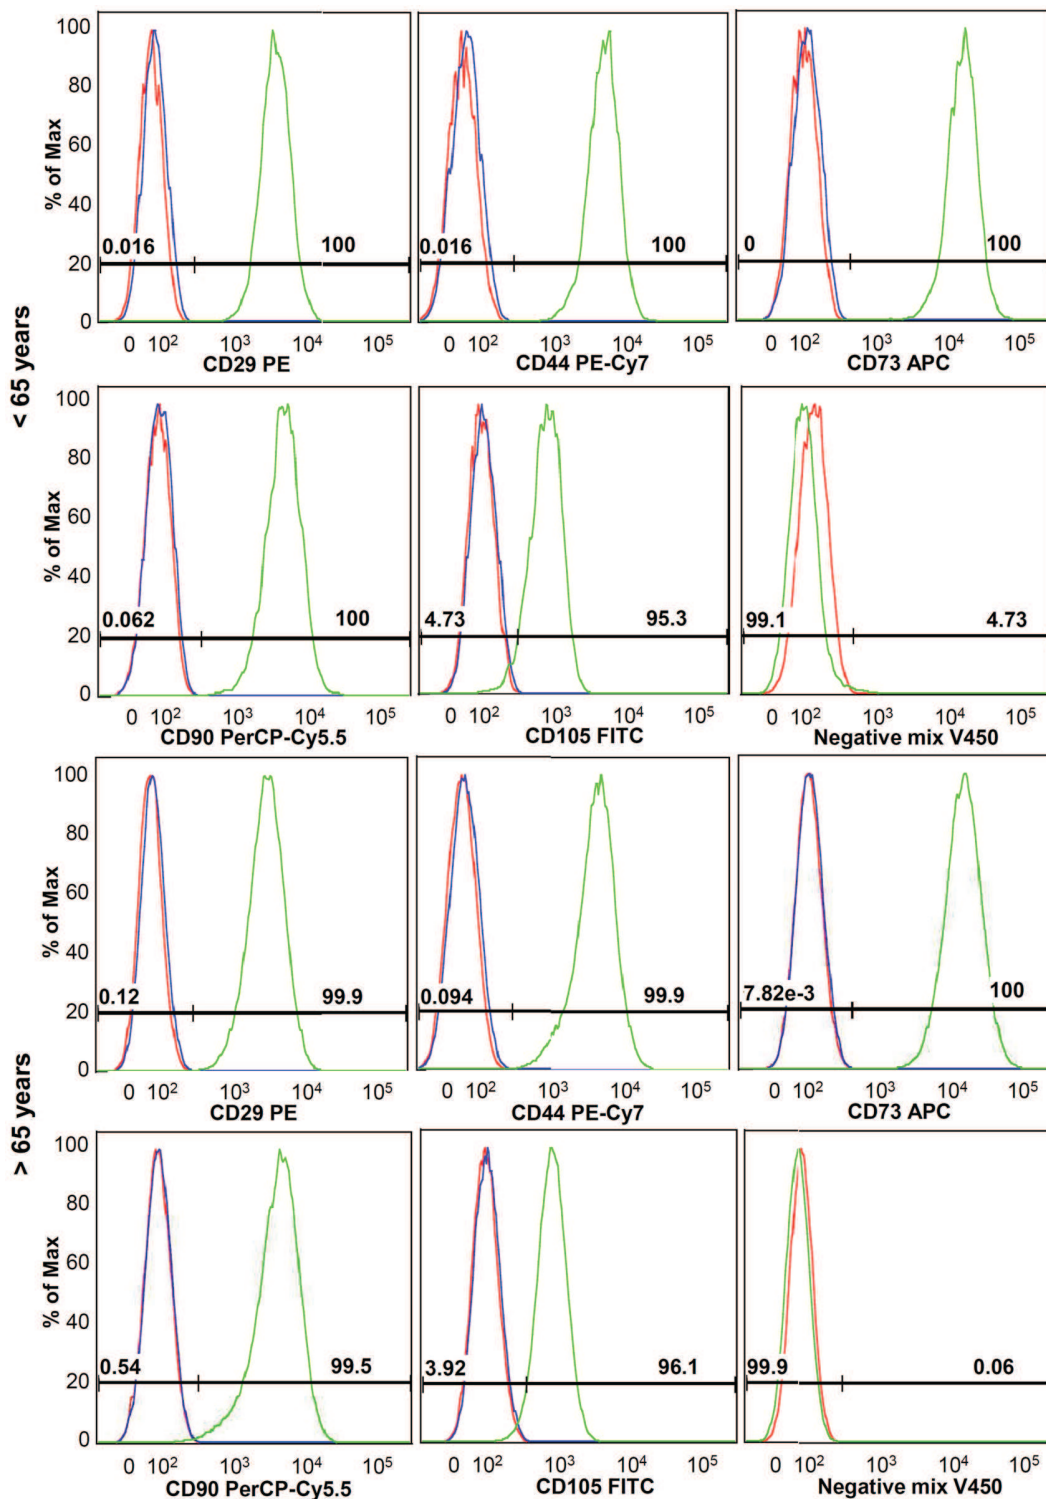 100
80
60
40
20
0
% of Max
0.016 100
0.016 100
0 100
0 10² 10³ 10⁴ 10⁵
0 10² 10³ 10⁴ 10⁵
0 10² 10³ 10⁴ 10⁵
CD29 PE
CD44 PE-Cy7
CD73 APC
< 65 years
100
80
60
40
20
0
% of Max
0.062 100
4.73 95.3
99.1 4.73
0 10² 10³ 10⁴ 10⁵
0 10² 10³ 10⁴ 10⁵
0 10² 10³ 10⁴ 10⁵
CD90 PerCP-Cy5.5
CD105 FITC
Negative mix V450
100
80
60
40
20
0
% of Max
0.12 99.9
0.094 99.9
7.82e-3 100
0 10² 10³ 10⁴ 10⁵
0 10² 10³ 10⁴ 10⁵
0 10² 10³ 10⁴ 10⁵
CD29 PE
CD44 PE-Cy7
CD73 APC
> 65 years
100
80
60
40
20
0
% of Max
0.54 99.5
3.92 96.1
99.9 0.06
0 10² 10³ 10⁴ 10⁵
0 10² 10³ 10⁴ 10⁵
0 10² 10³ 10⁴ 10⁵
CD90 PerCP-Cy5.5
CD105 FITC
Negative mix V450